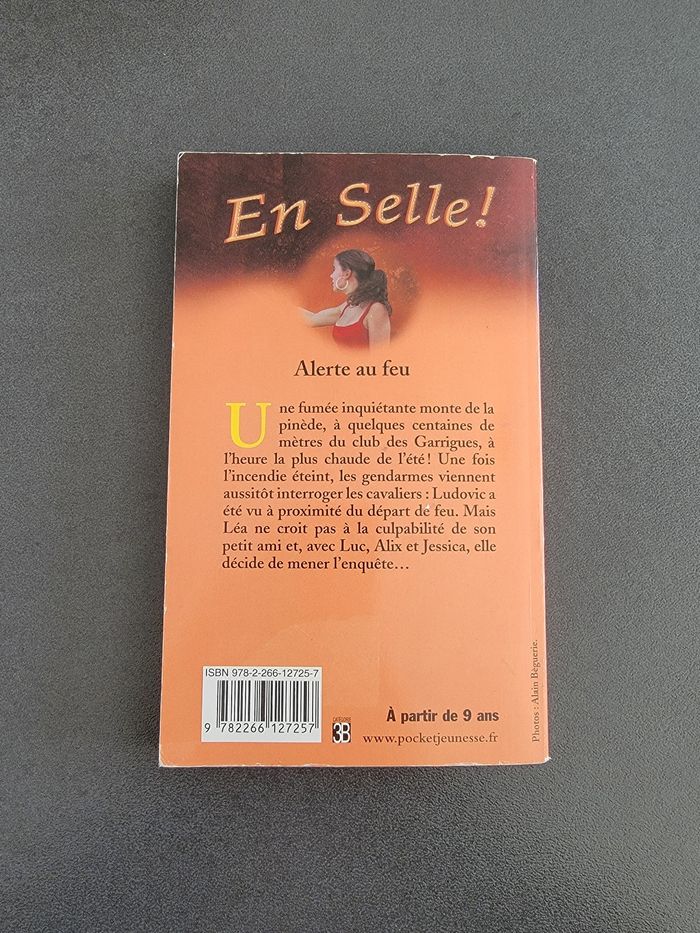 En Selle!
Alerte au feu
Une fumée inquiétante monte de la
pinède, à quelques centaines de
mètres du club des Garrigues, à
l'heure la plus chaude de l'été! Une fois
l'incendie éteint, les gendarmes viennent
aussitôt interroger les cavaliers : Ludovic a
été vu à proximité du départ de feu. Mais
Léa ne croit pas à la culpabilité de son
petit ami et, avec Luc, Alix et Jessica, elle
décide de mener l'enquête…
ISBN 978-2-266-12725-7
9 782266 127257
CATÉGORIE
3B
À partir de 9 ans
www.pocketjeunesse.fr
Photos : Alain Bèguerie.